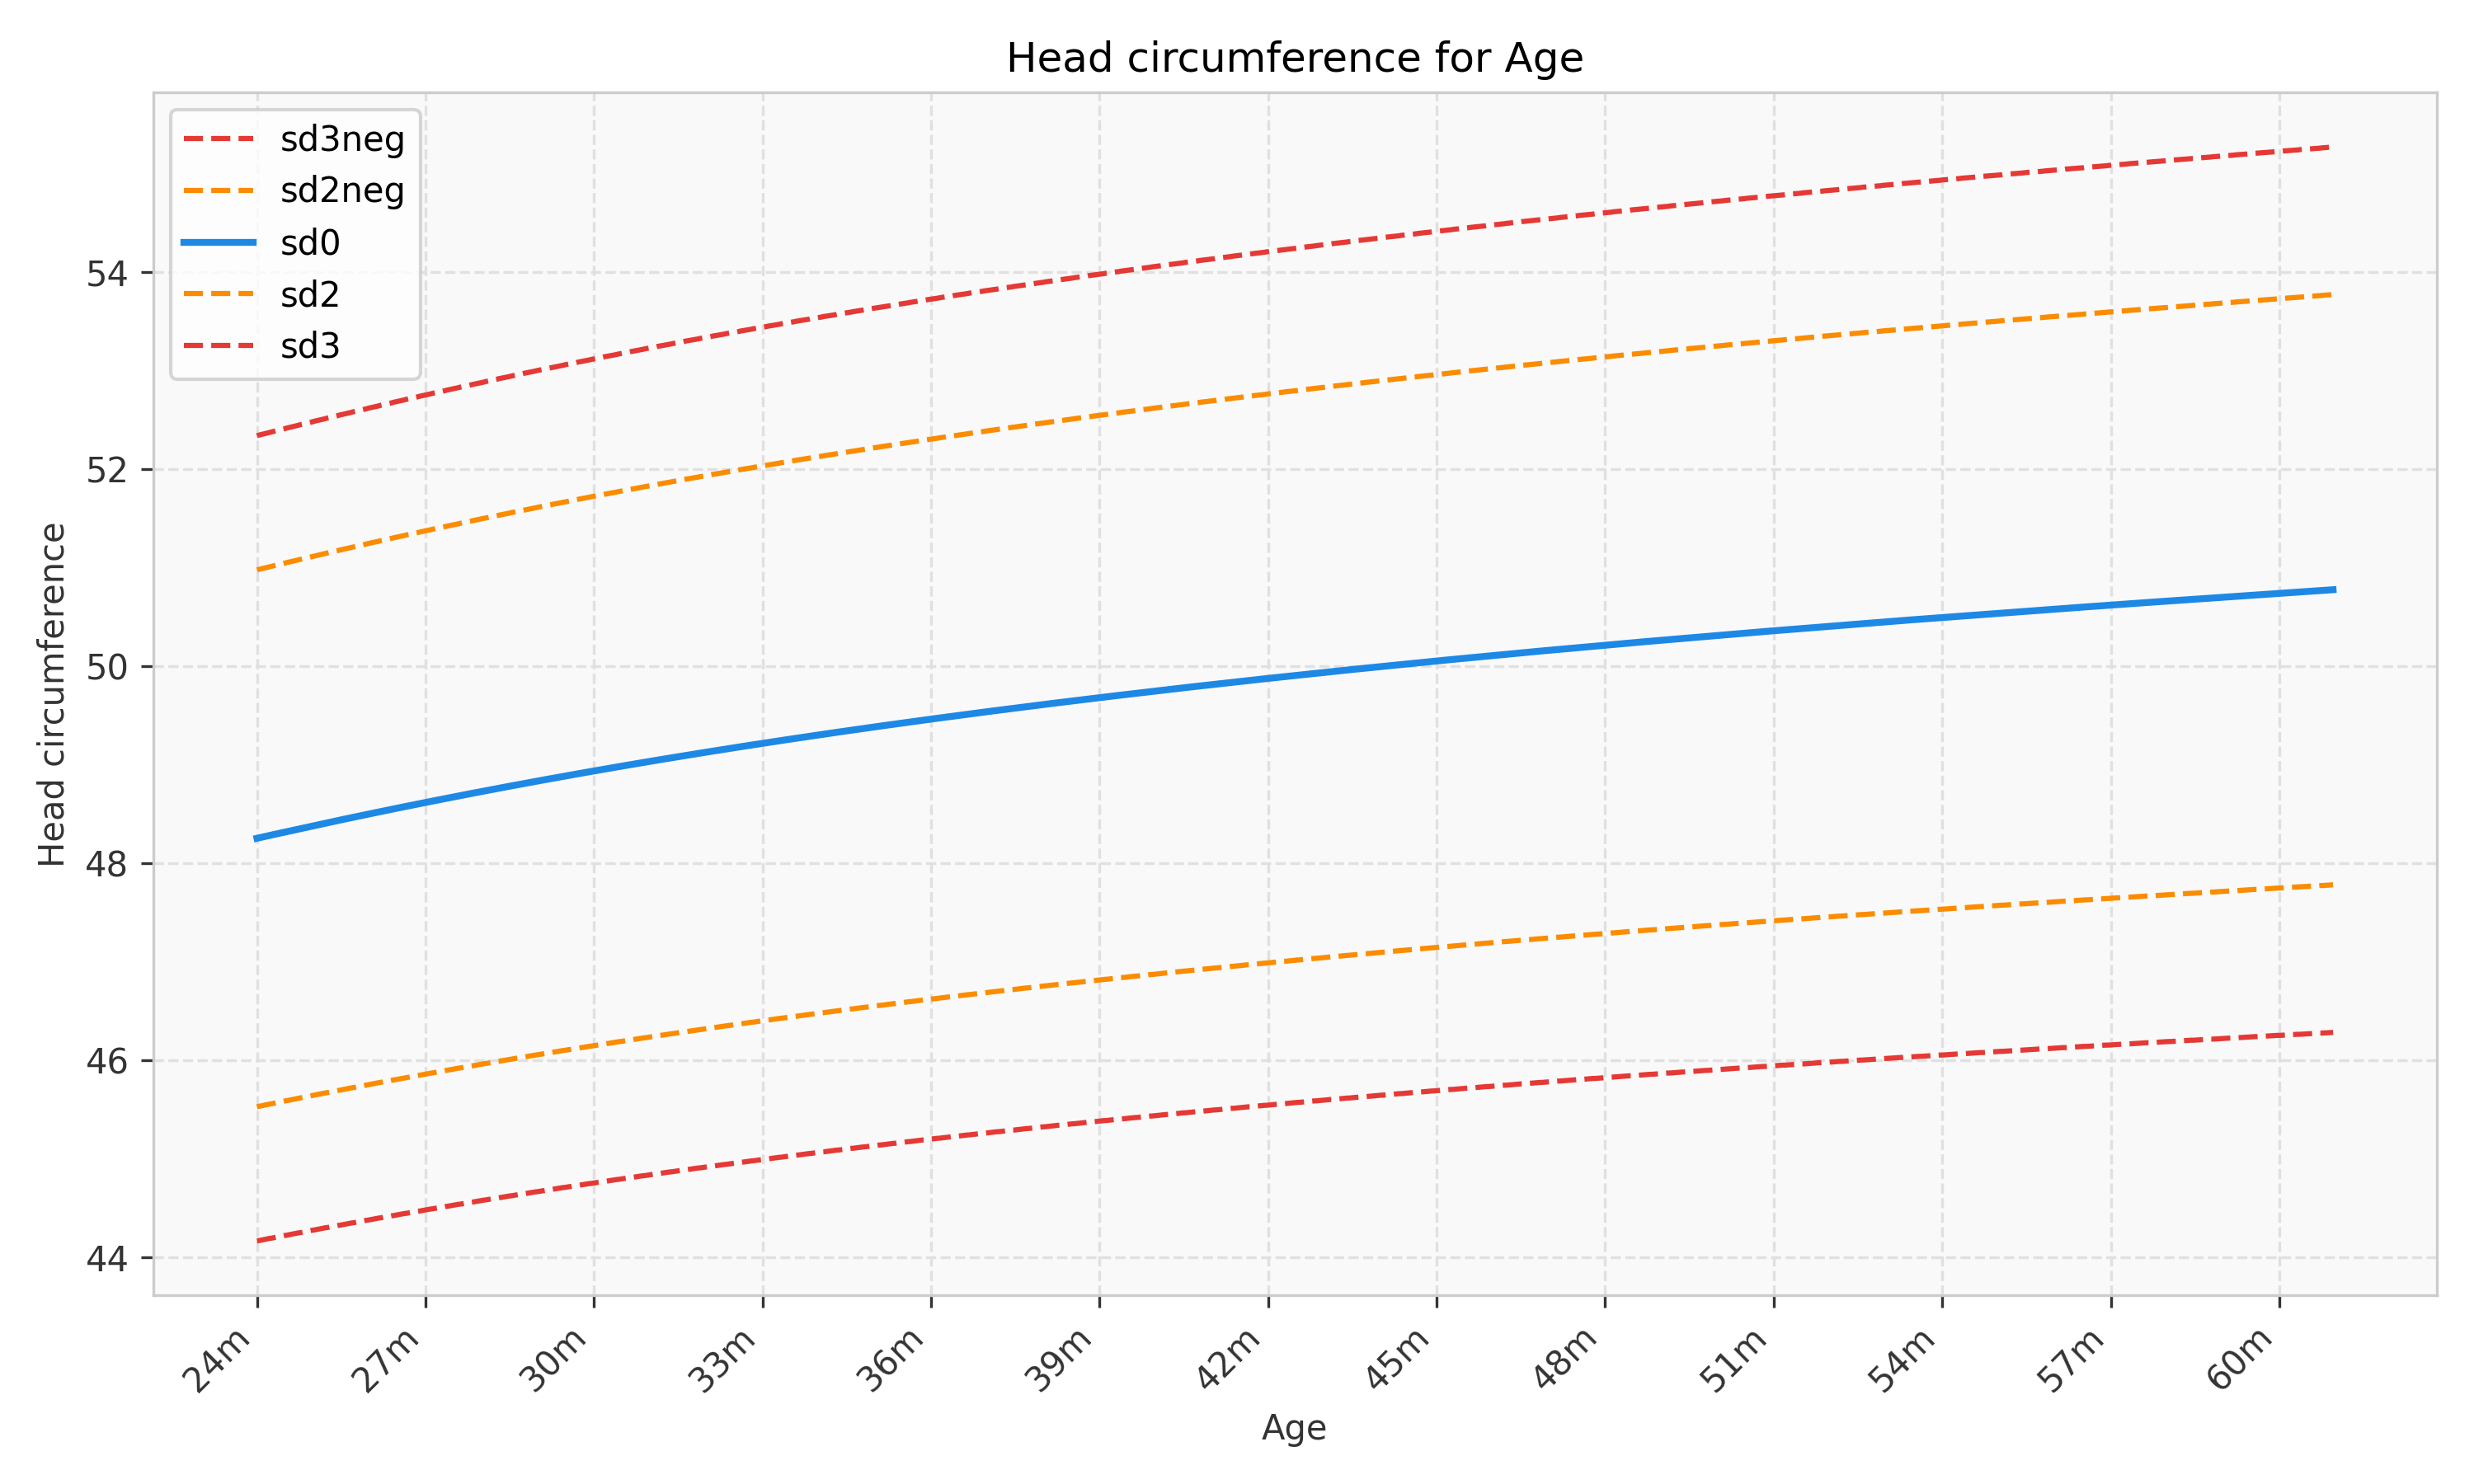 Head circumference for Age
sd3neg
sd2neg
sd0
sd2
sd3
Head circumference
54
52
50
48
46
44
24m
27m
30m
33m
36m
39m
42m
45m
48m
51m
54m
57m
60m
Age